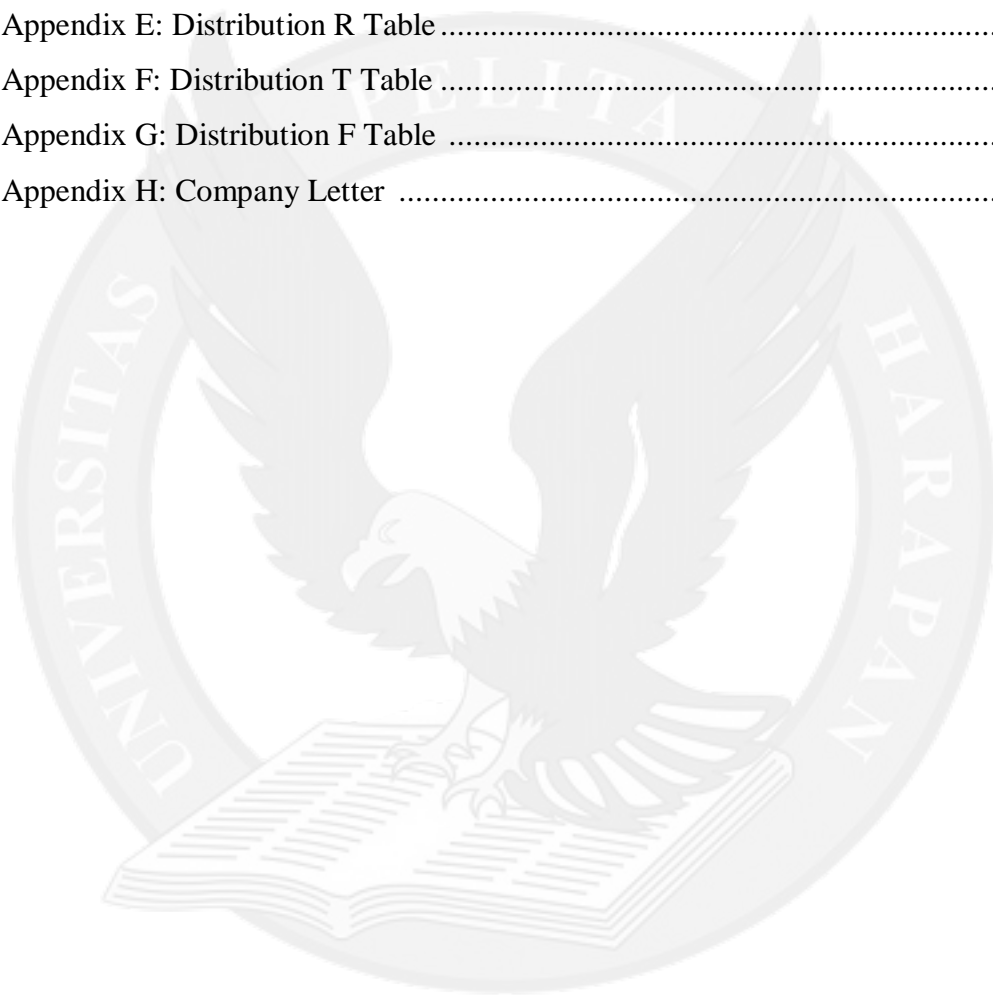 Appendix E: Distribution R Table ....................................................................
Appendix F: Distribution T Table ....................................................................
Appendix G: Distribution F Table ....................................................................
Appendix H: Company Letter ..........................................................................
UNIVERSITAS PELITA HARAPAN